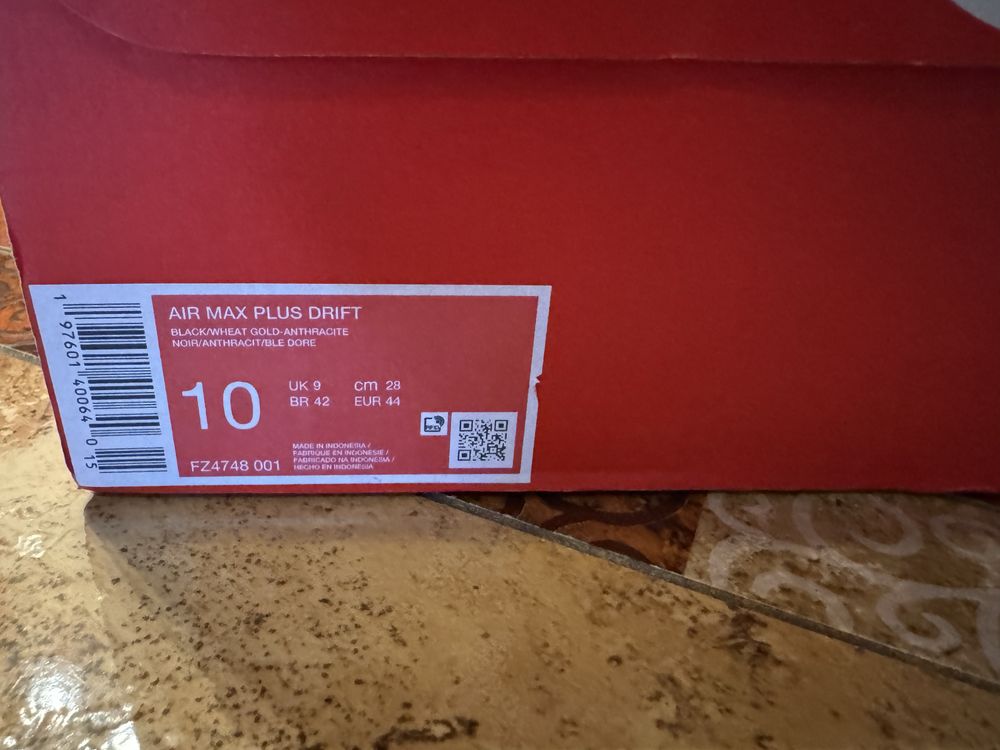 AIR MAX PLUS DRIFT
BLACK/WHEAT GOLD-ANTHRACITE
NOIR/ANTHRACIT/BLE DORE
10
UK 9 cm 28
BR 42 EUR 44
MADE IN INDONESIA /
FABRIQUE EN INDONESIE /
FABRICADO NA INDONESIA /
HECHO EN INDONESIA
FZ4748 001
1 97601 40064 0 15